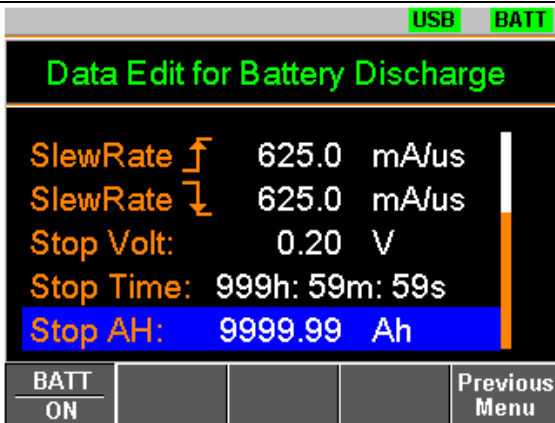 USB BATT
Data Edit for Battery Discharge
SlewRate 625.0 mA/us
SlewRate 625.0 mA/us
Stop Volt: 0.20 V
Stop Time: 999h: 59m: 59s
Stop AH: 9999.99 Ah
BATT Previous
ON Menu